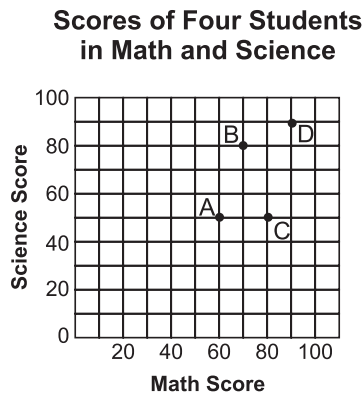 Scores of Four Students
in Math and Science
Science Score
100
80
60
40
20
0
B
D
A
C
20 40 60 80 100
Math Score